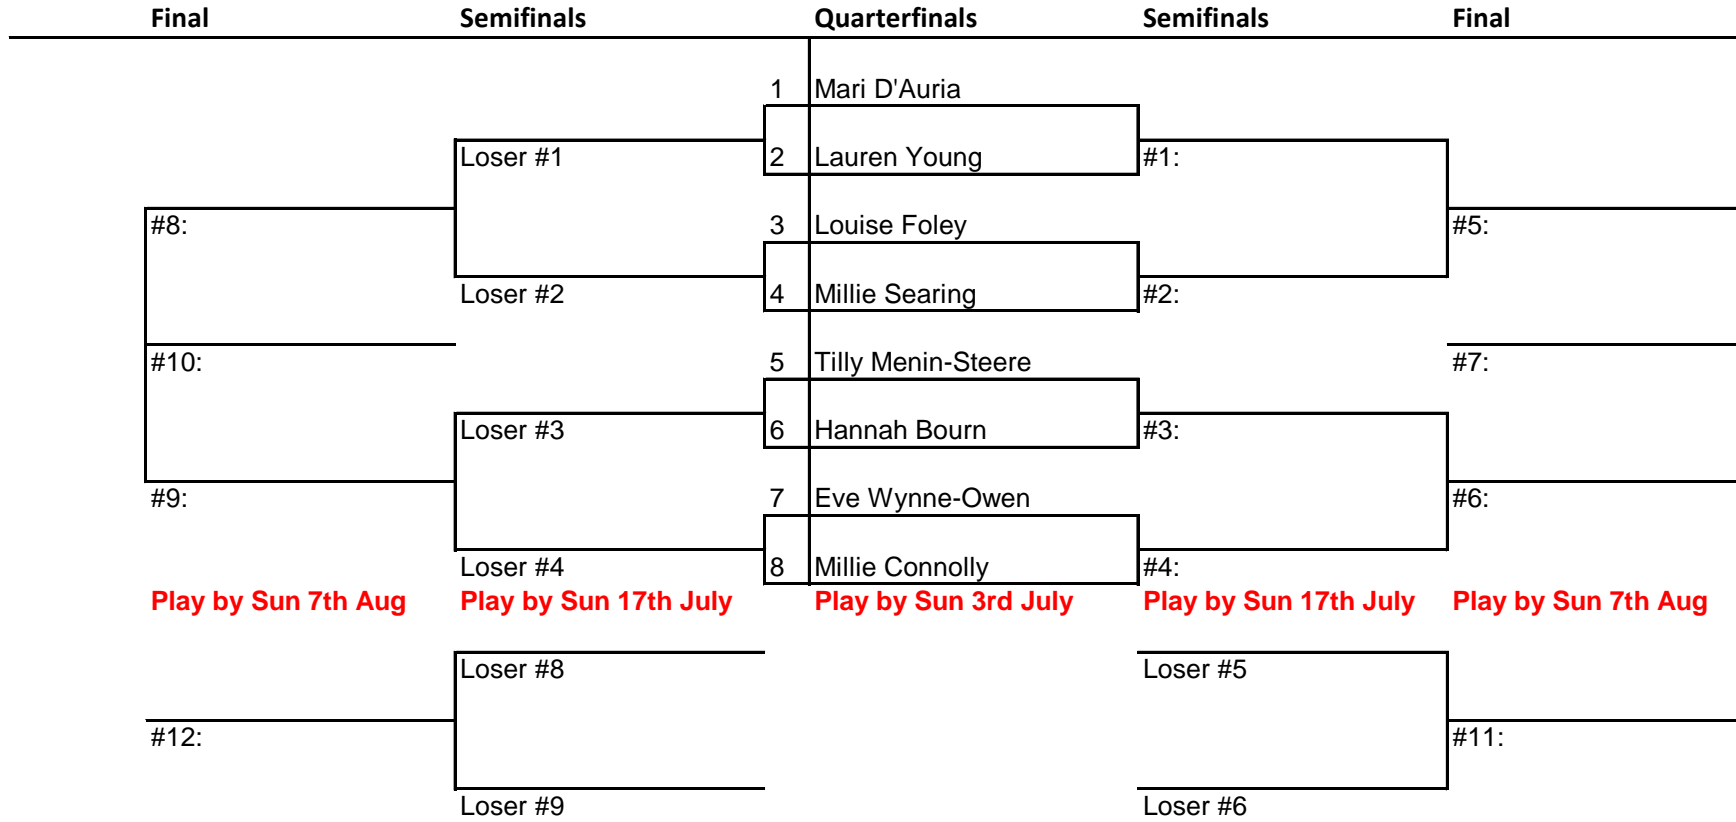 Final Semifinals Quarterfinals Semifinals Final
1 Mari D'Auria
Loser #1 2 Lauren Young #1:
#8: 3 Louise Foley #5:
Loser #2 4 Millie Searing #2:
#10: 5 Tilly Menin-Steere #7:
Loser #3 6 Hannah Bourn #3:
#9: 7 Eve Wynne-Owen #6:
Loser #4 8 Millie Connolly #4:
Play by Sun 7th Aug Play by Sun 17th July Play by Sun 3rd July Play by Sun 17th July Play by Sun 7th Aug
Loser #8 Loser #5
#12: #11:
Loser #9 Loser #6